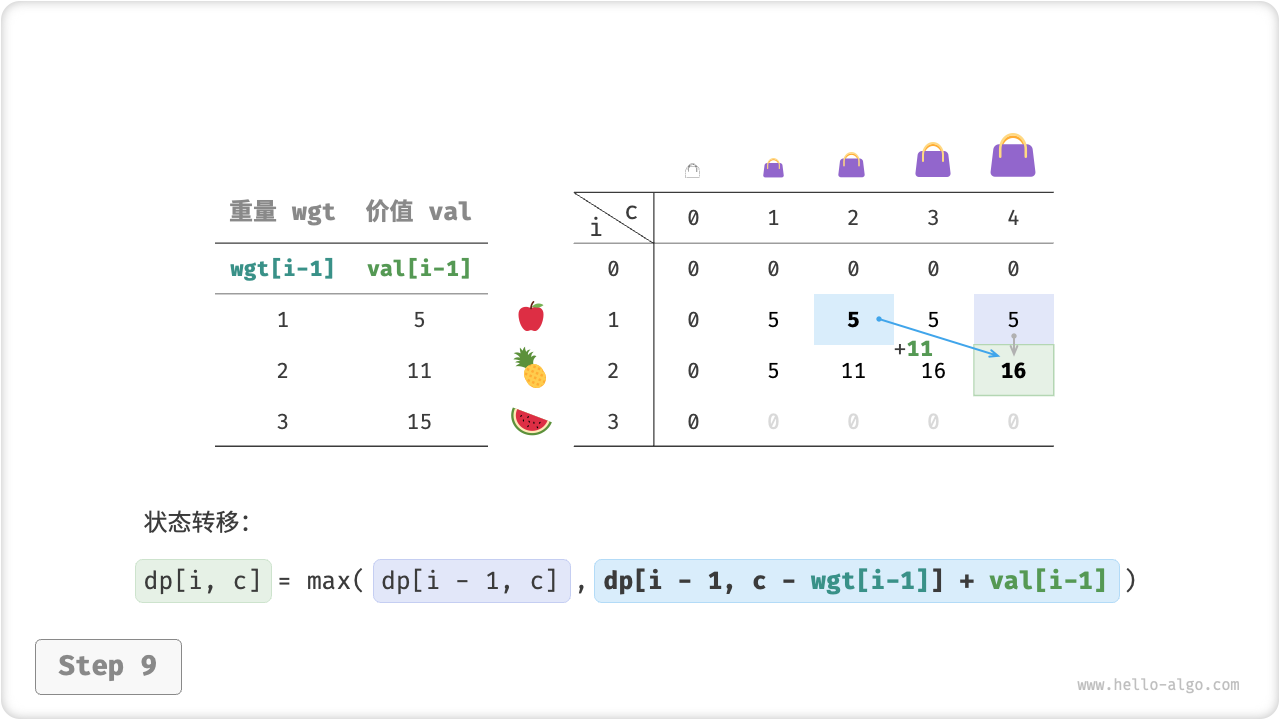 重量 wgt 价值 val
wgt[i-1] val[i-1]
1 5
2 11
3 15
c
i
0 1 2 3 4
0 0 0 0 0 0
1 0 5 5 5 5
+11
2 0 5 11 16 16
3 0 0 0 0 0
状态转移：
dp[i, c] = max( dp[i - 1, c] , dp[i - 1, c - wgt[i-1]] + val[i-1] )
Step 9
www.hello-algo.com